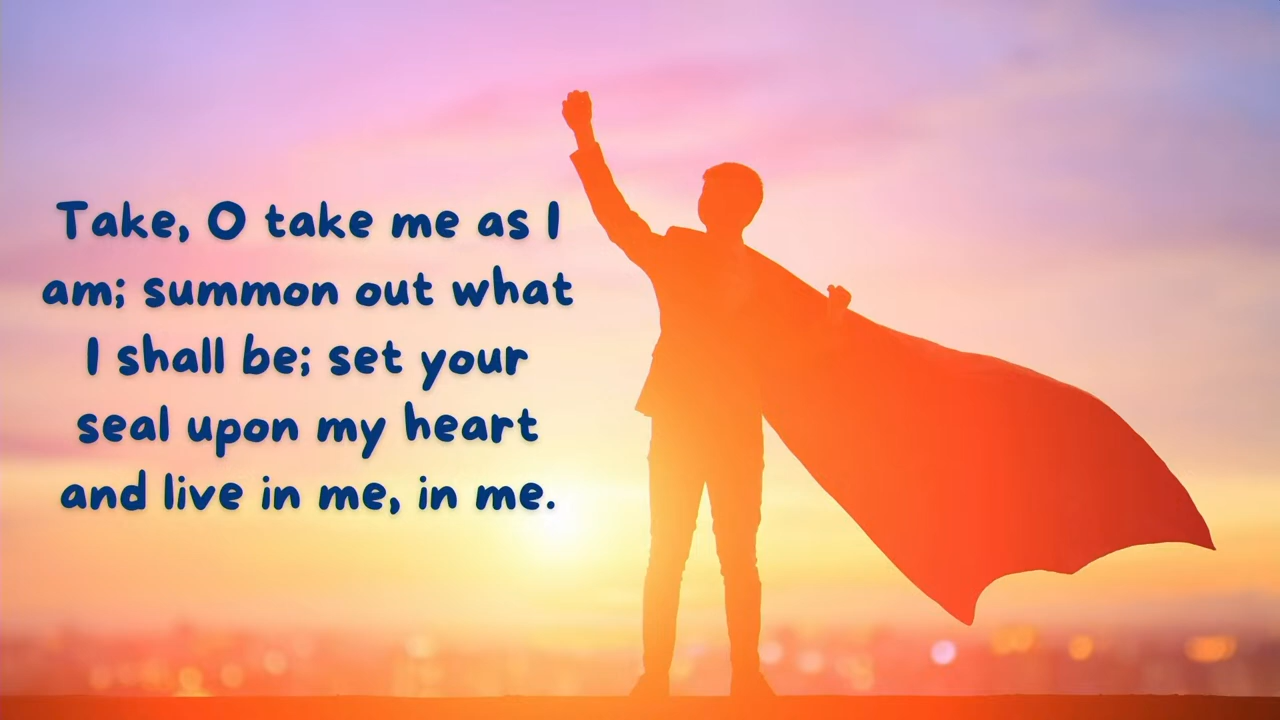 Take, O take me as I
am; summon out what
I shall be; set your
seal upon my heart
and live in me, in me.